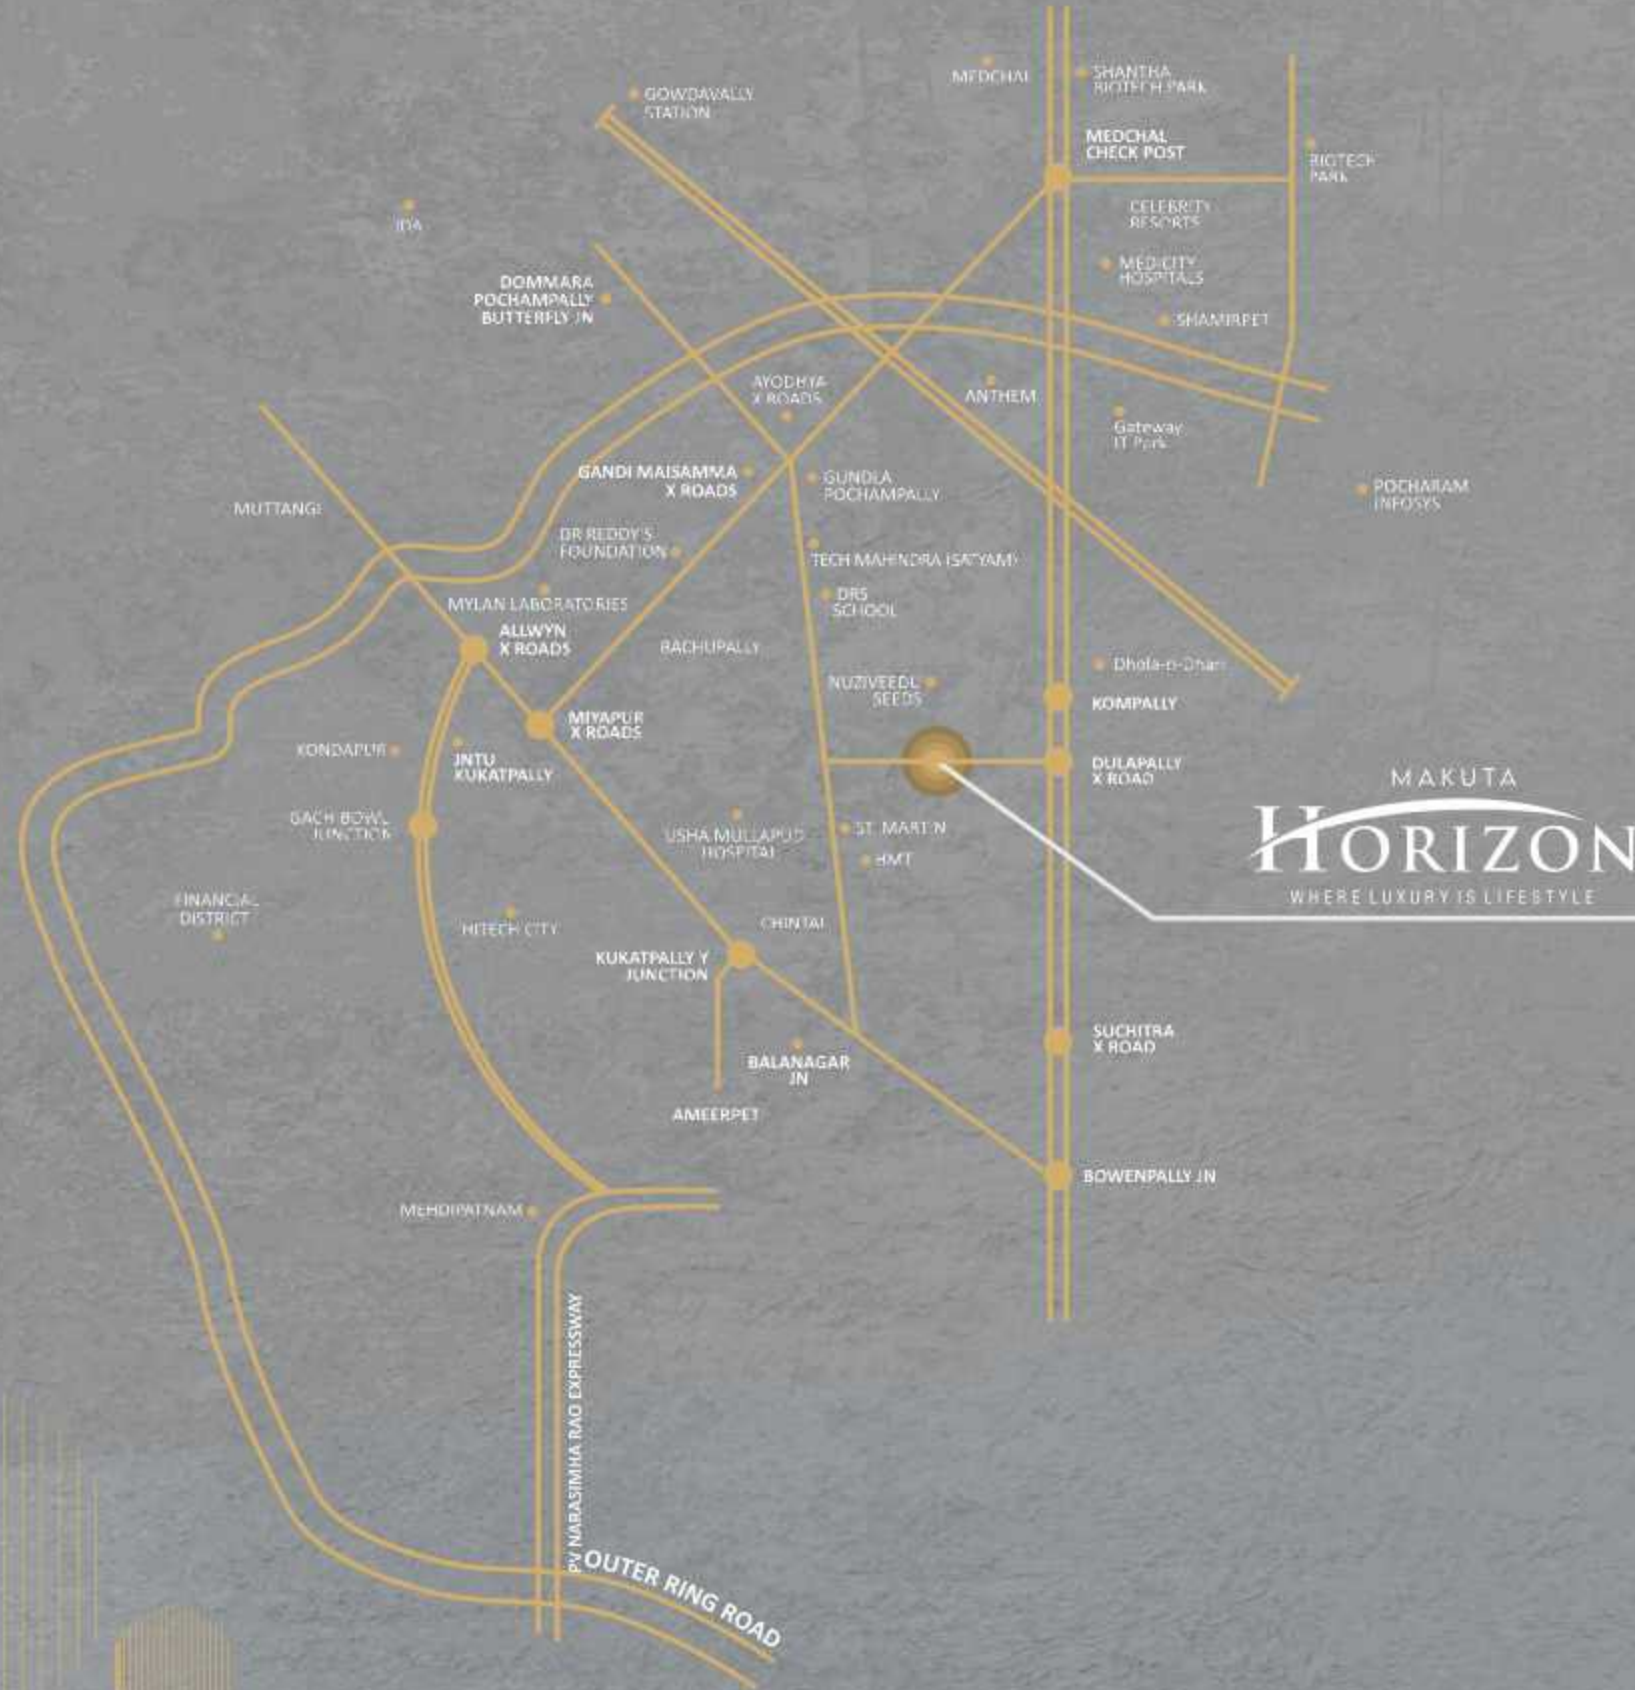 MEDCHAL
SHANTHA
BIOTECH PARK
GOWDAVALLY
STATION
MEDCHAL
CHECK POST
BIOTECH
PARK
IDA
CELEBRITY
RESORTS
MEDICITY
HOSPITALS
DOMMARA
POCHAMPALLY
BUTTERFLY JN
SHAMIRPET
AYODHYA
X ROADS
ANTHEM
Gateway
IT Park
GANDI MAISAMMA
X ROADS
GUNDLA
POCHAMPALLY
POCHARAM
INFOSYS
MUTTANGI
DR REDDY'S
FOUNDATION
TECH MAHINDRA (SATYAM)
MYLAN LABORATORIES
DRS
SCHOOL
ALLWYN
X ROADS
BACHUPALLY
Dhola-ri-Dhani
NUZIVEEDU
SEEDS
KOMPALLY
MIYAPUR
X ROADS
KONDAPUR
JNTU
KUKATPALLY
DULAPALLY
X ROAD
MAKUTA
HORIZON
WHERE LUXURY IS LIFESTYLE
GACH BOWL
JUNCTION
USHA MULLAPUD
HOSPITAL
ST. MARTIN
HMT
FINANCIAL
DISTRICT
HITECH CITY
CHINTAL
KUKATPALLY Y
JUNCTION
SUCHITRA
X ROAD
BALANAGAR
JN
AMEERPET
BOWENPALLY JN
MEHDIPATNAM
PV NARASIMHA RAO EXPRESSWAY
OUTER RING ROAD